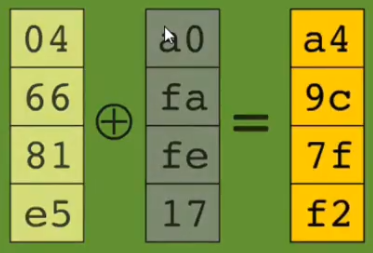 04 ⊕ a0 = a4
66 fa 9c
81 fe 7f
e5 17 f2